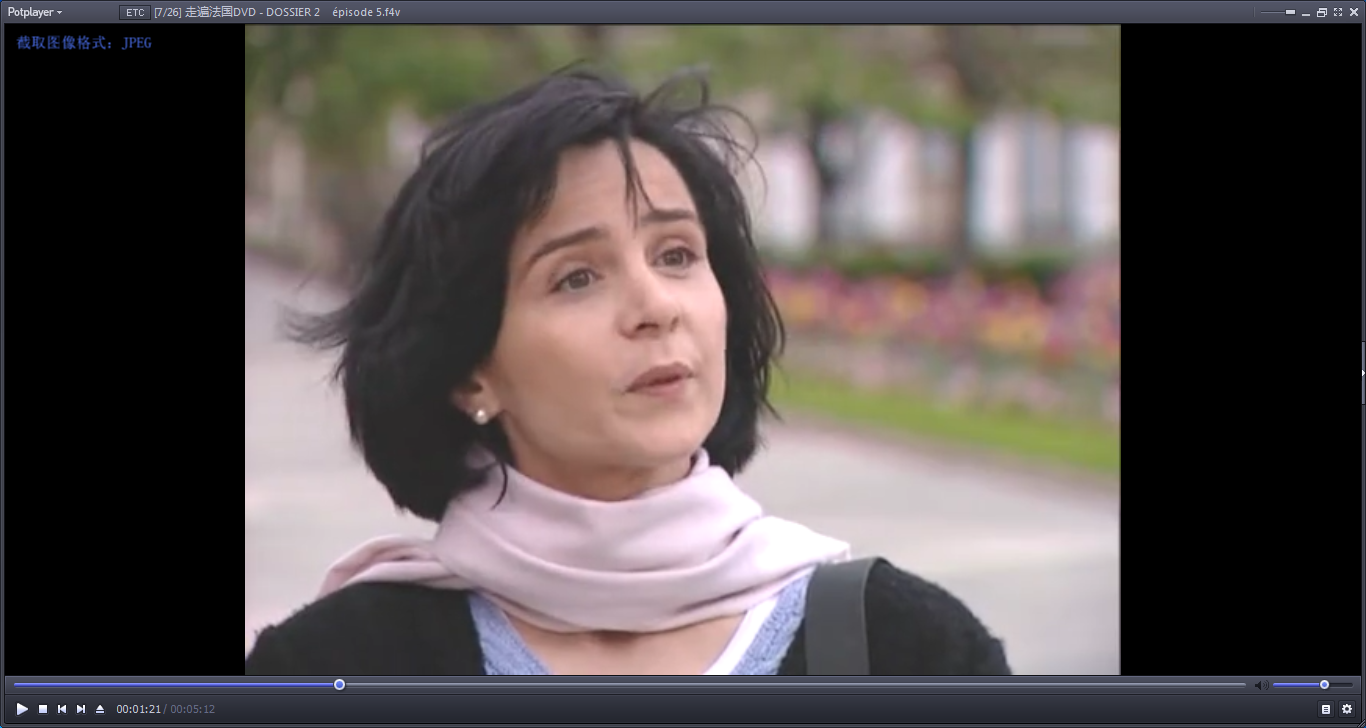 Potplayer
ETC [7/26] 走遍法国DVD - DOSSIER 2 épisode 5.f4v
截取图像格式：JPEG
00:01:21 / 00:05:12